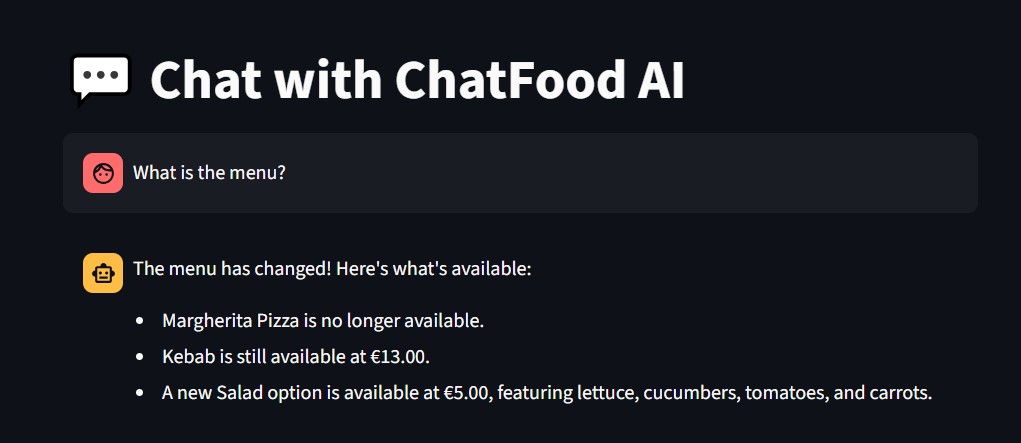 Chat with ChatFood AI
What is the menu?
The menu has changed! Here's what's available:
Margherita Pizza is no longer available.
Kebab is still available at €13.00.
A new Salad option is available at €5.00, featuring lettuce, cucumbers, tomatoes, and carrots.